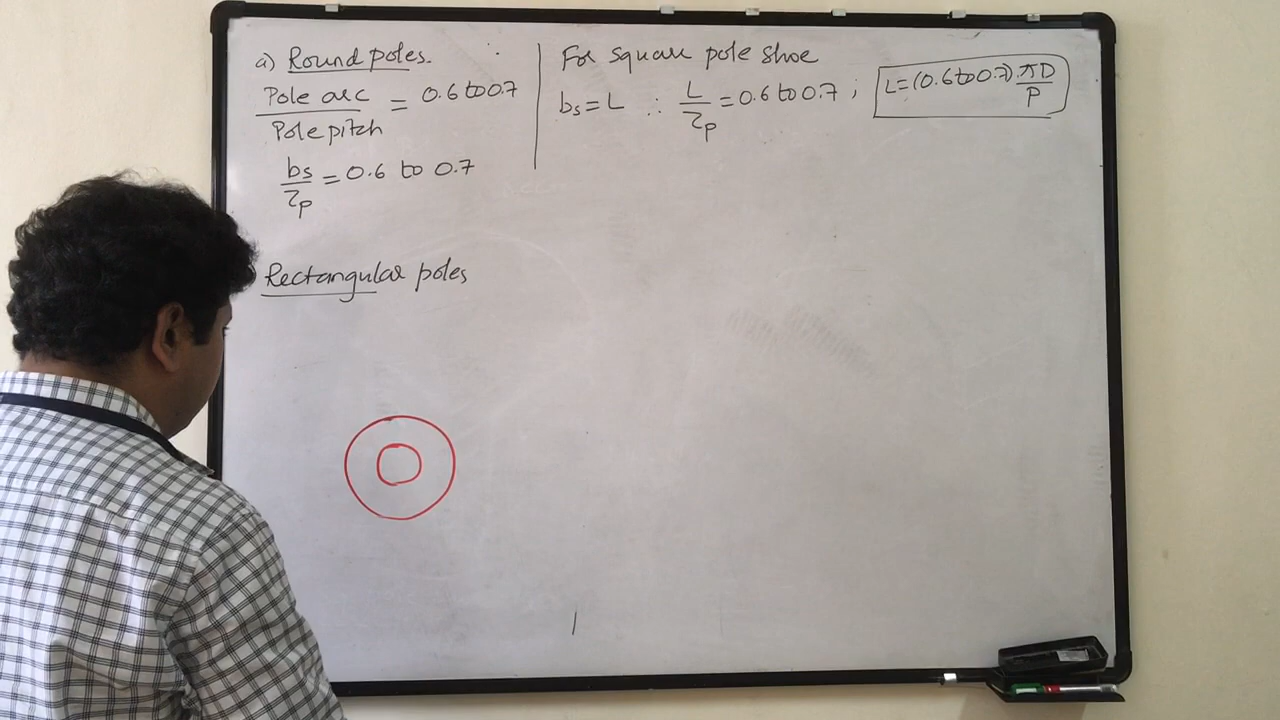 a) Round poles.
Pole arc / Pole pitch = 0.6 to 0.7
bs / τp = 0.6 to 0.7
For square pole shoe
bs = L ∴ L / τp = 0.6 to 0.7 ; L = (0.6 to 0.7) . πD / P
Rectangular poles